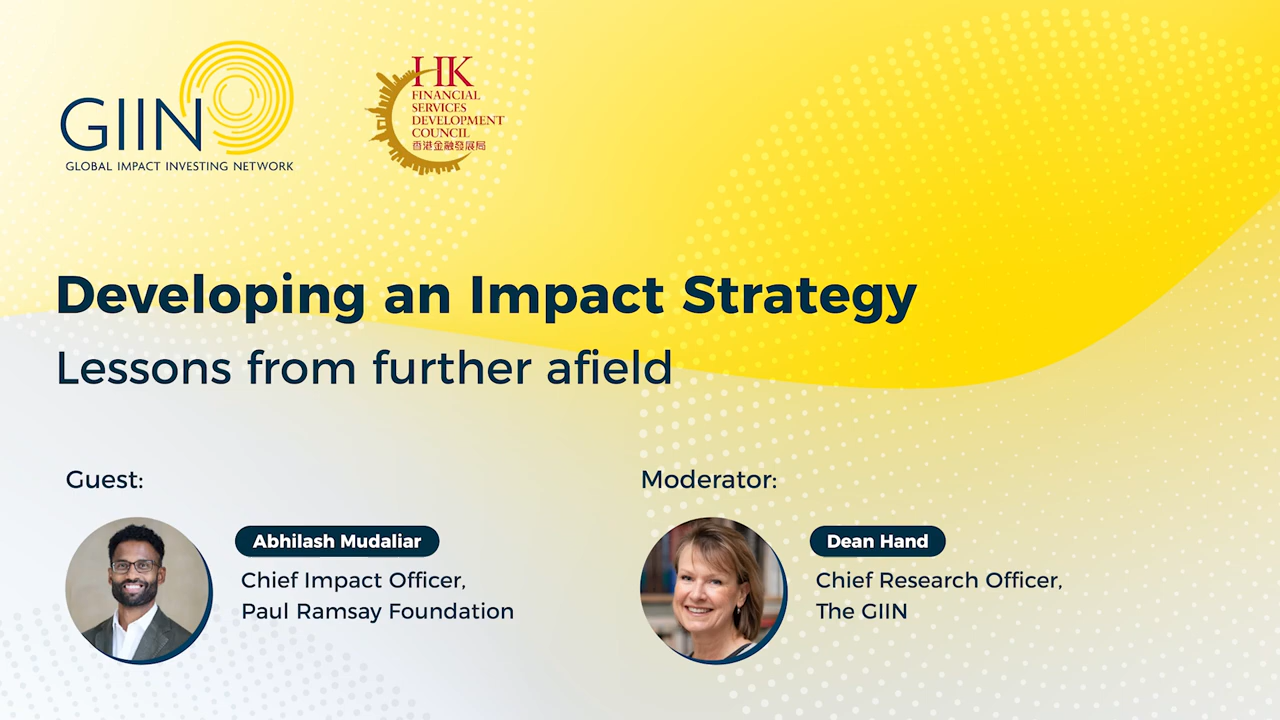 GIIN
GLOBAL IMPACT INVESTING NETWORK
HK
FINANCIAL
SERVICES
DEVELOPMENT
COUNCIL
香港金融發展局
Developing an Impact Strategy
Lessons from further afield
Guest:
Abhilash Mudaliar
Chief Impact Officer,
Paul Ramsay Foundation
Moderator:
Dean Hand
Chief Research Officer,
The GIIN